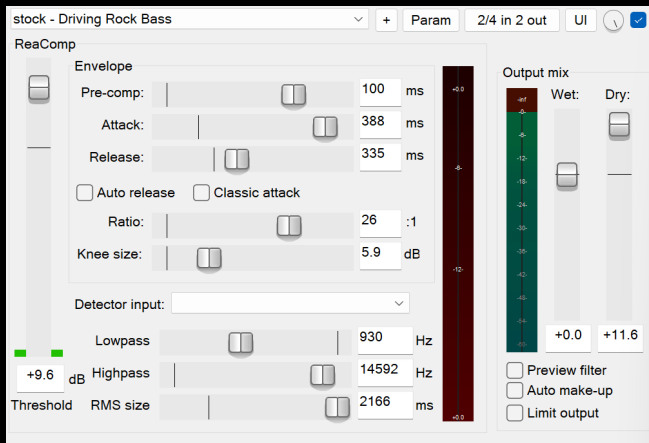 stock - Driving Rock Bass + Param 2/4 in 2 out UI
ReaComp
Envelope
Pre-comp: 100 ms
Attack: 388 ms
Release: 335 ms
Auto release Classic attack
Ratio: 26 :1
Knee size: 5.9 dB
Detector input:
Lowpass 930 Hz
Highpass 14592 Hz
RMS size 2166 ms
+9.6 dB
Threshold
+0.0
-6-
-12-
+0.0
Output mix
Wet: Dry:
-inf
-6-
-12-
-18-
-24-
-30-
-36-
-42-
-48-
-54-
-60-
+0.0 +11.6
Preview filter
Auto make-up
Limit output